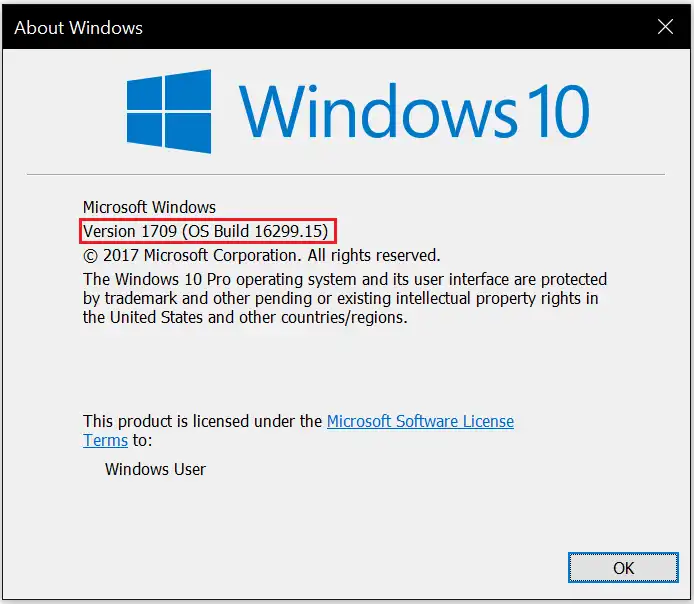 About Windows
Windows 10
Microsoft Windows
Version 1709 (OS Build 16299.15)
© 2017 Microsoft Corporation. All rights reserved.
The Windows 10 Pro operating system and its user interface are protected
by trademark and other pending or existing intellectual property rights in
the United States and other countries/regions.
This product is licensed under the Microsoft Software License
Terms to:
Windows User
OK